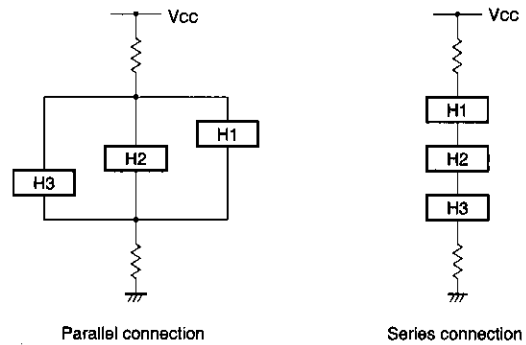 Vcc
Vcc
H1
H2
H3
H1
H2
H3
Parallel connection
Series connection